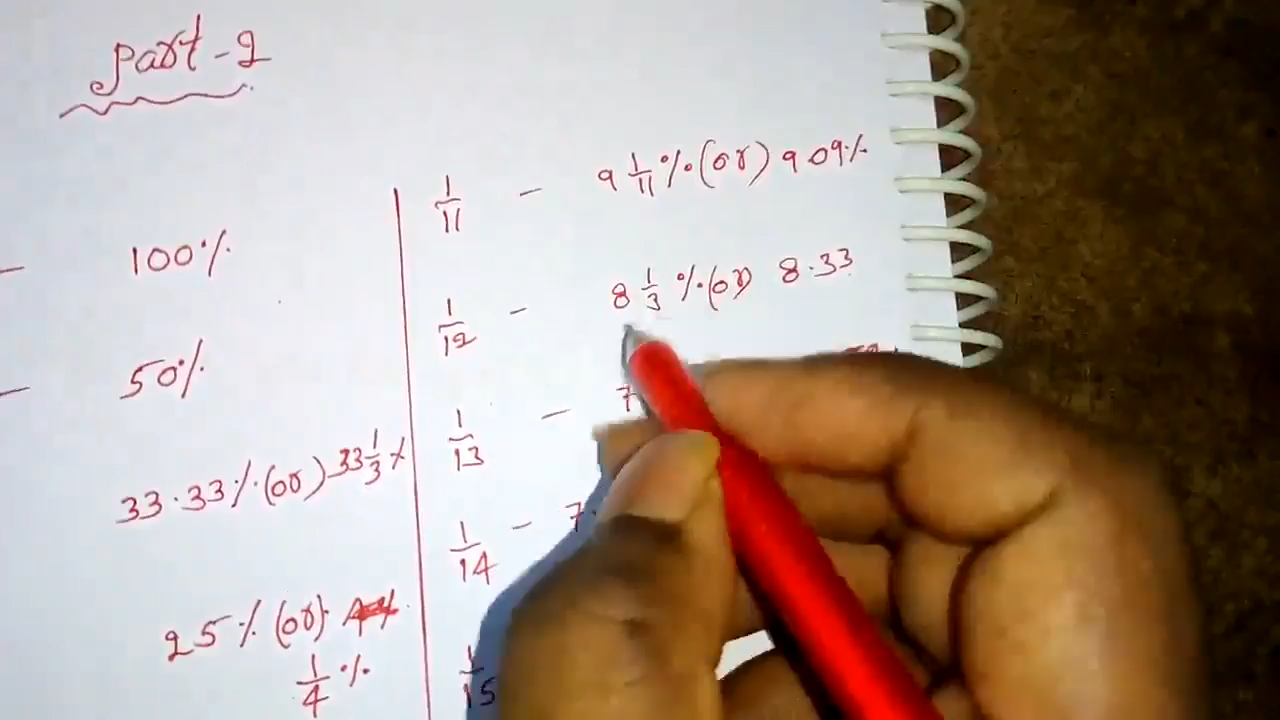 Part-2
- 100%
- 50%
33.33% (or) 33 1/3 %
25% (or)
1/4 %
1/11 - 9 1/11 % (or) 9.09%
1/12 - 8 1/3 % (or) 8.33
1/13 - 7
1/14 - 7.
1/15